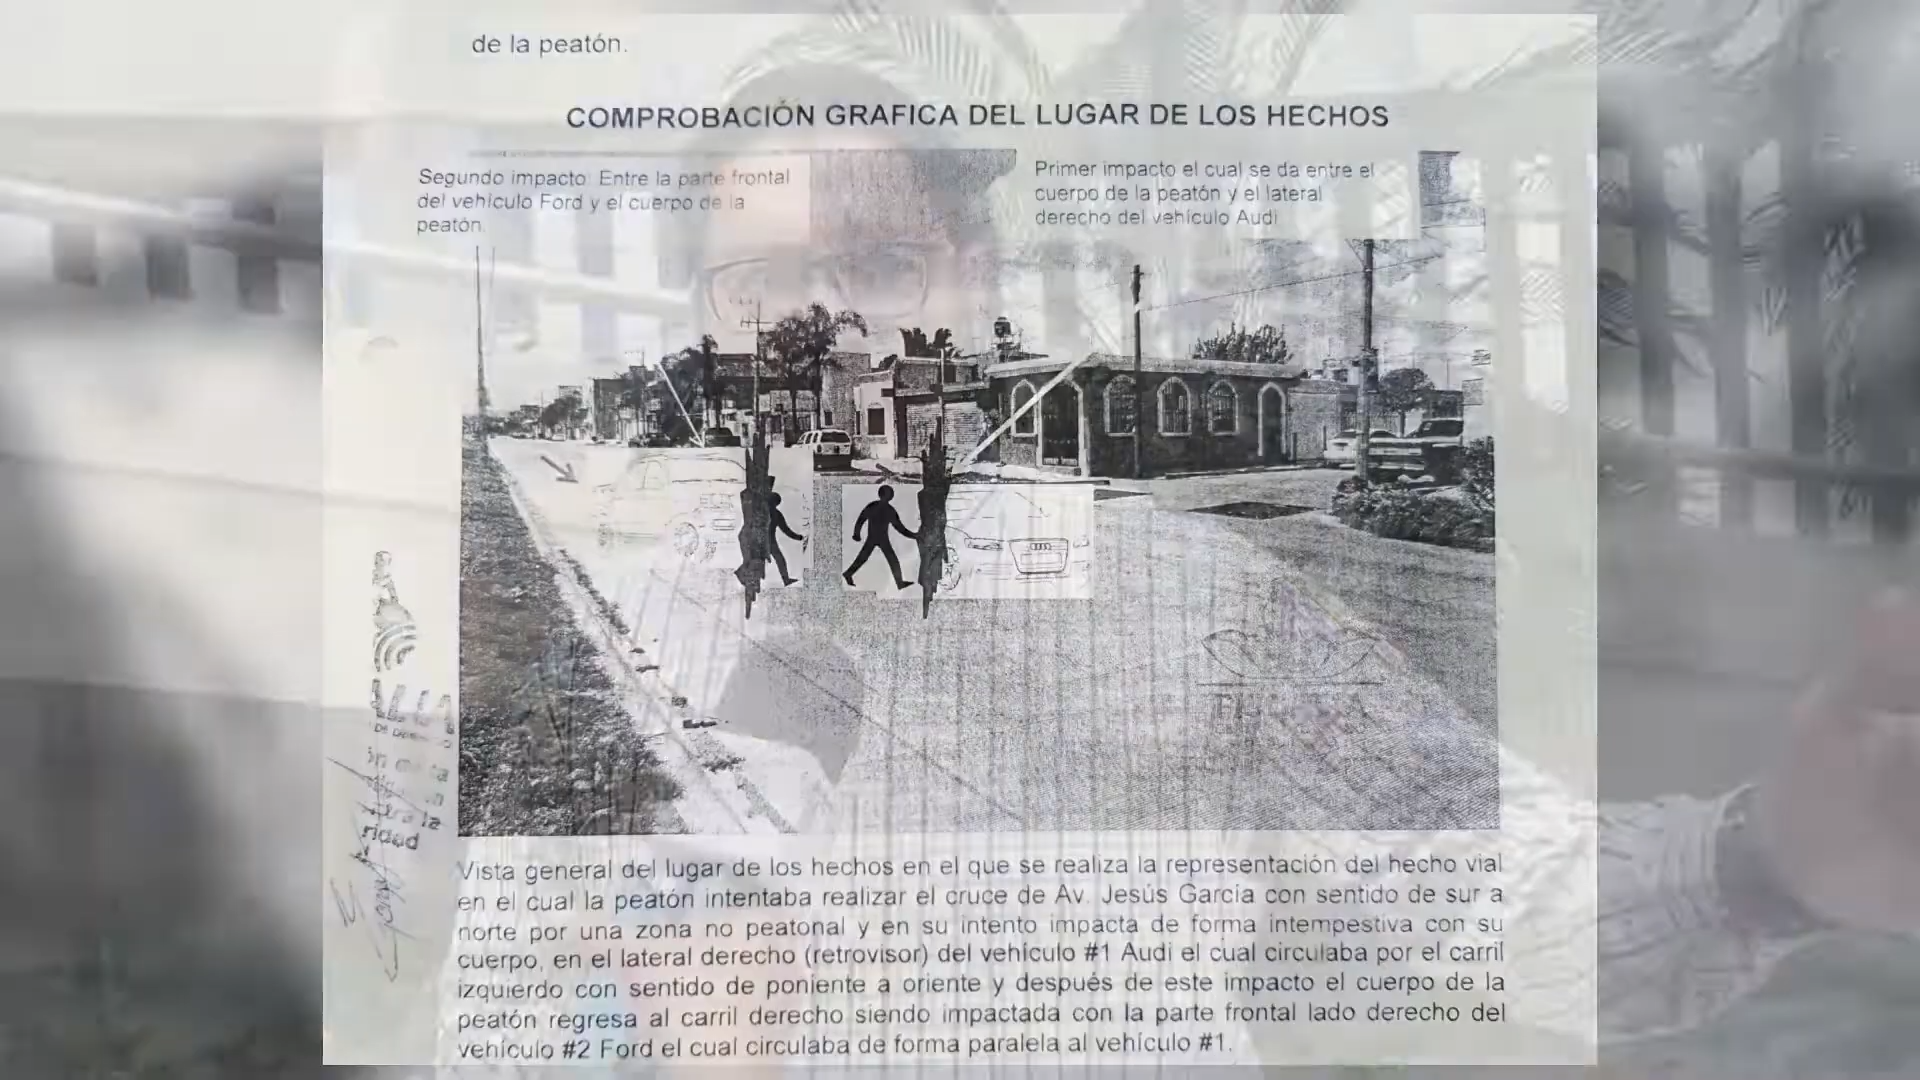 de la peatón.
COMPROBACIÓN GRAFICA DEL LUGAR DE LOS HECHOS
Segundo impacto: Entre la parte frontal
del vehículo Ford y el cuerpo de la
peatón.
Primer impacto el cual se da entre el
cuerpo de la peatón y el lateral
derecho del vehículo Audi
Vista general del lugar de los hechos en el que se realiza la representación del hecho vial
en el cual la peatón intentaba realizar el cruce de Av. Jesús García con sentido de sur a
norte por una zona no peatonal y en su intento impacta de forma intempestiva con su
cuerpo, en el lateral derecho (retrovisor) del vehículo #1 Audi el cual circulaba por el carril
izquierdo con sentido de poniente a oriente y después de este impacto el cuerpo de la
peatón regresa al carril derecho siendo impactada con la parte frontal lado derecho del
vehículo #2 Ford el cual circulaba de forma paralela al vehículo #1.